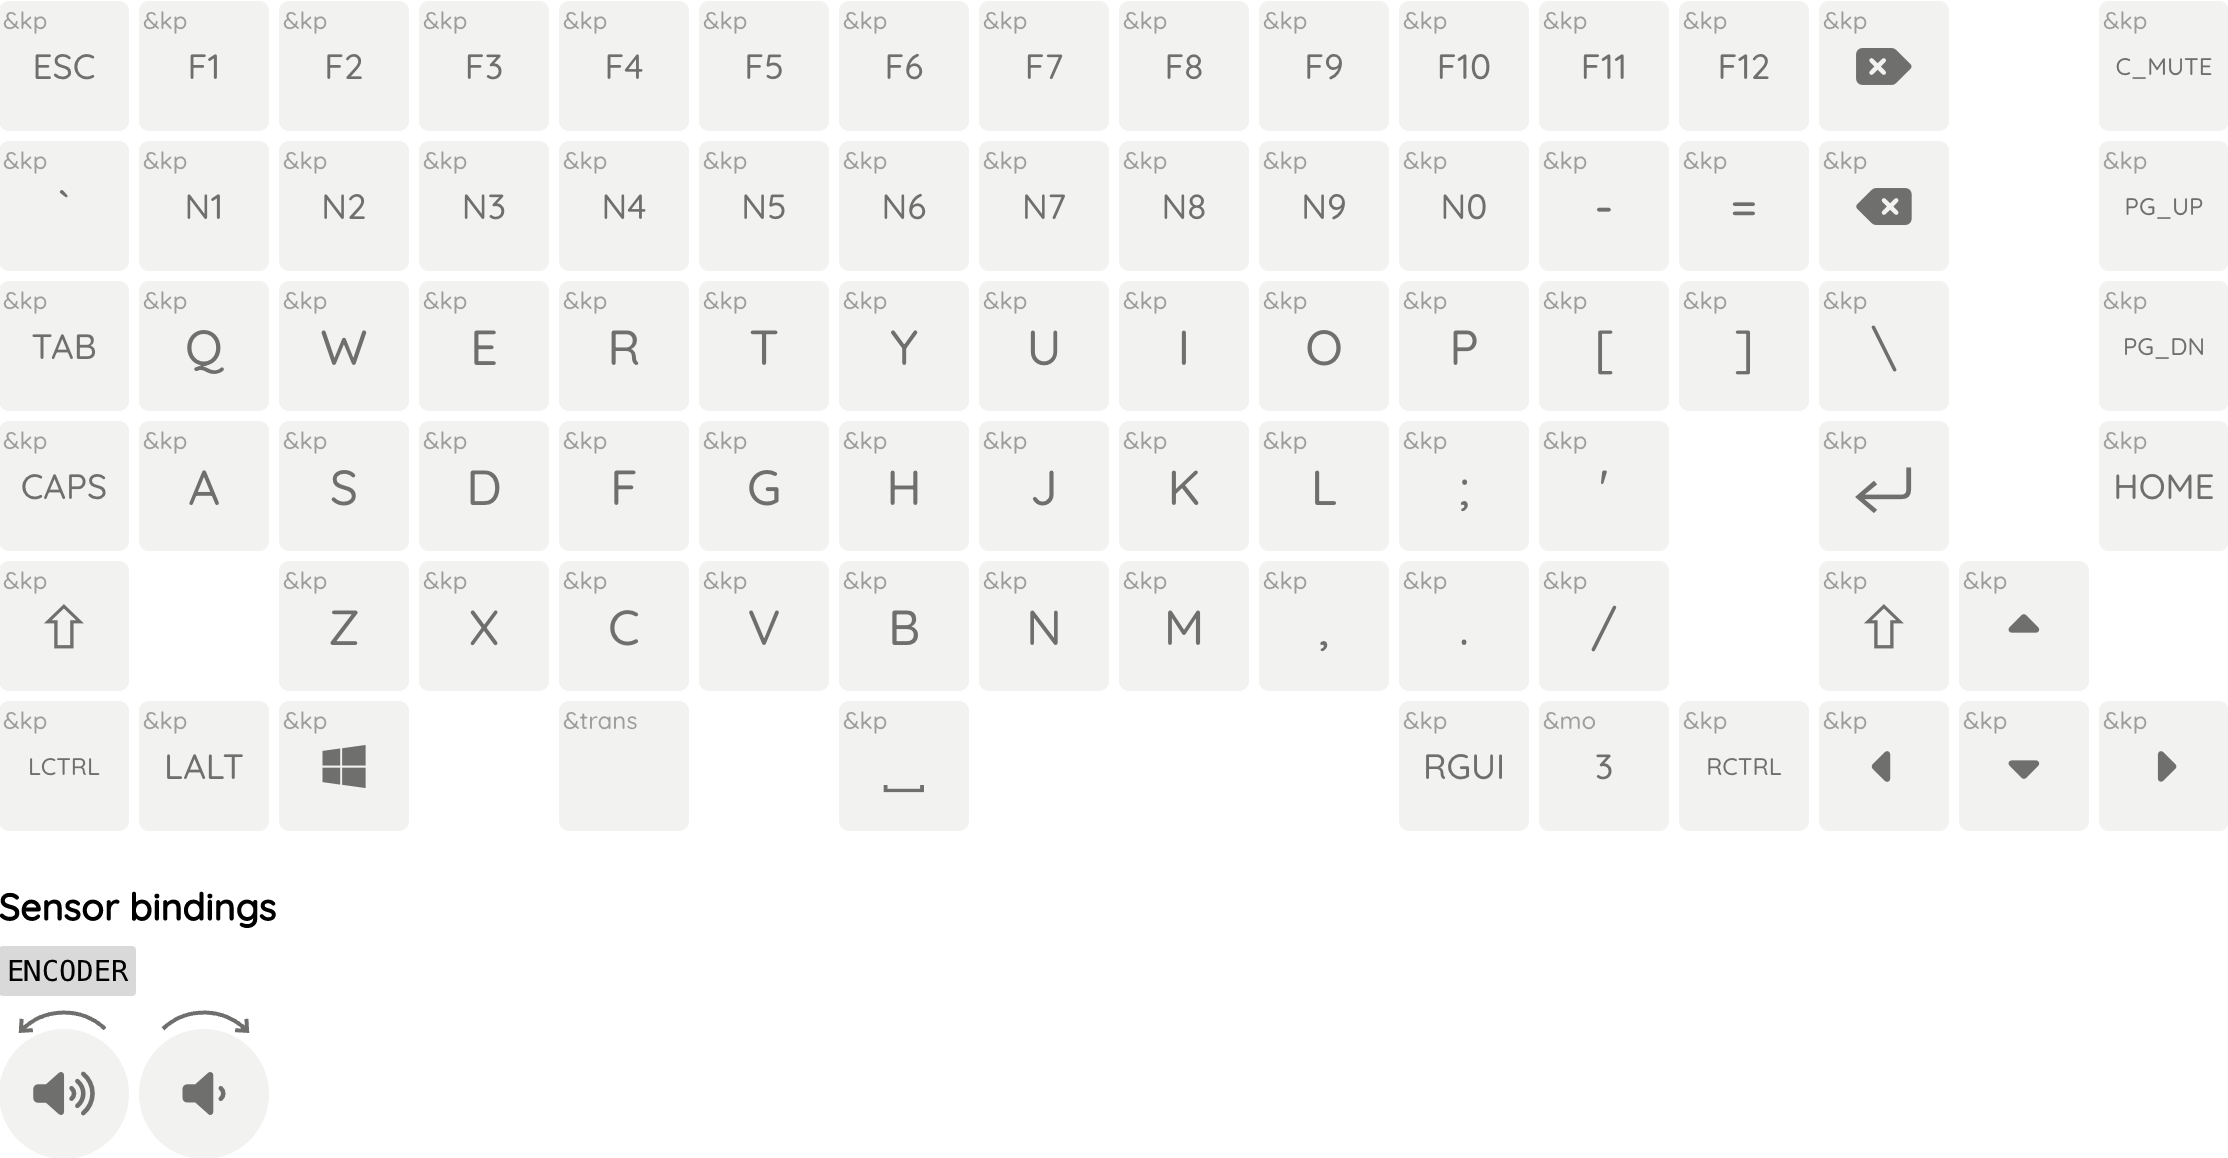 &kp &kp &kp &kp &kp &kp &kp &kp &kp &kp &kp &kp &kp &kp &kp
ESC F1 F2 F3 F4 F5 F6 F7 F8 F9 F10 F11 F12 C_MUTE
&kp &kp &kp &kp &kp &kp &kp &kp &kp &kp &kp &kp &kp &kp &kp
` N1 N2 N3 N4 N5 N6 N7 N8 N9 N0 - = PG_UP
&kp &kp &kp &kp &kp &kp &kp &kp &kp &kp &kp &kp &kp &kp &kp
TAB Q W E R T Y U I O P [ ] \ PG_DN
&kp &kp &kp &kp &kp &kp &kp &kp &kp &kp &kp &kp &kp &kp
CAPS A S D F G H J K L ; ' HOME
&kp &kp &kp &kp &kp &kp &kp &kp &kp &kp &kp &kp &kp
Z X C V B N M , . /
&kp &kp &kp &trans &kp &kp &mo &kp &kp &kp &kp
LCTRL LALT RGUI 3 RCTRL
Sensor bindings
ENCODER